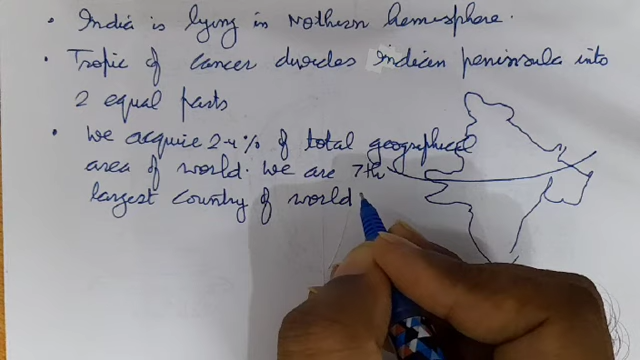 • India is lying in Nothern hemisphere.
• Tropic of cancer divides Indian peninsula into
2 equal parts
• We acquire 2.4% of total geographical
area of world. We are 7th
largest country of world